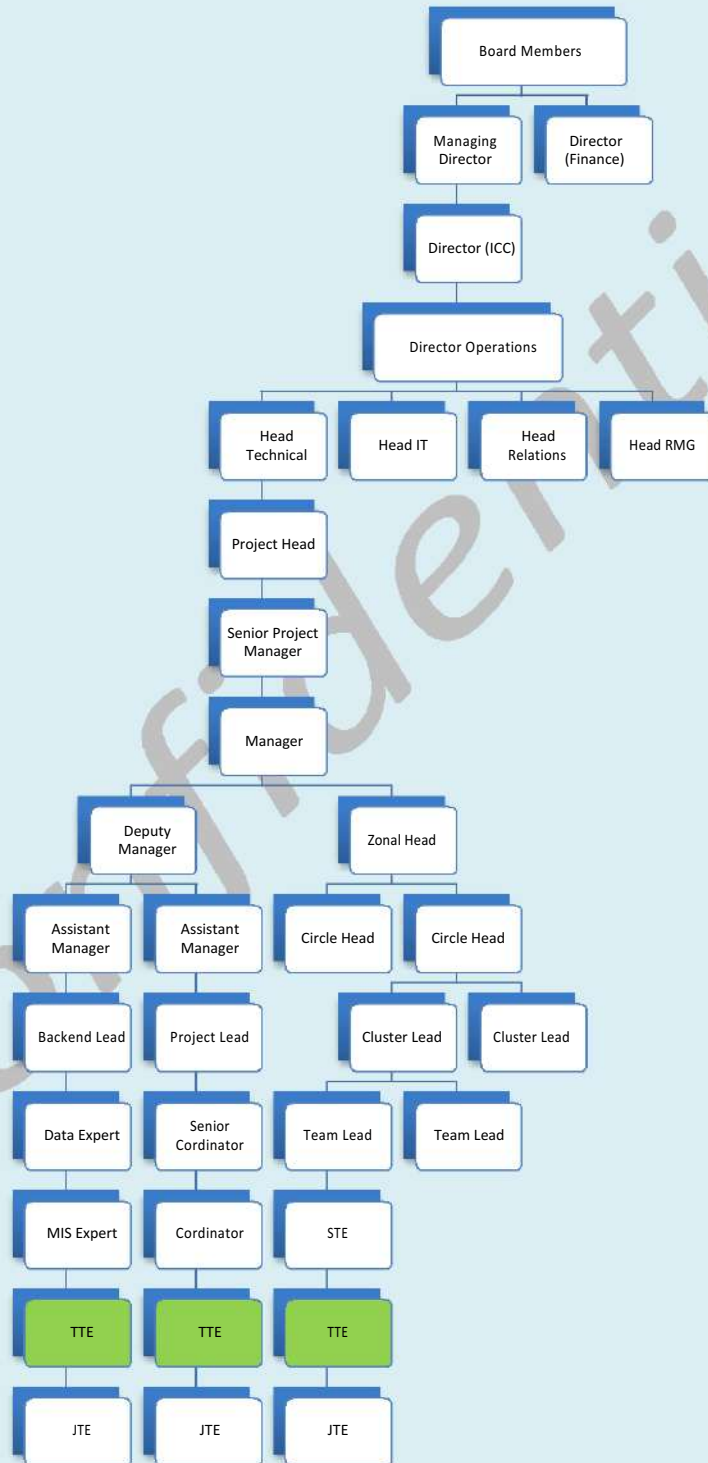 Board Members
Managing
Director
Director
(Finance)
Director (ICC)
Director Operations
Head
Technical
Head IT
Head
Relations
Head RMG
Project Head
Senior Project
Manager
Manager
Deputy
Manager
Zonal Head
Assistant
Manager
Assistant
Manager
Circle Head
Circle Head
Backend Lead
Project Lead
Cluster Lead
Cluster Lead
Data Expert
Senior
Cordinator
Team Lead
Team Lead
MIS Expert
Cordinator
STE
TTE
TTE
TTE
JTE
JTE
JTE
onfidenti